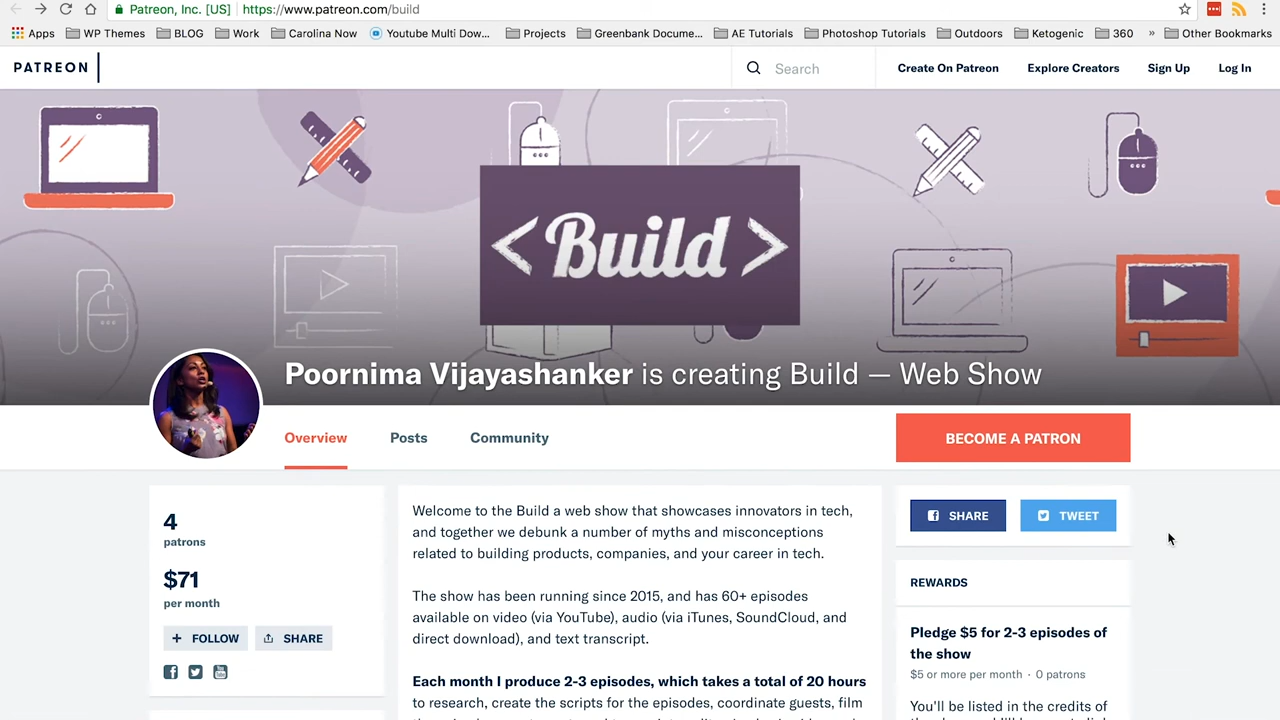 Patreon, Inc. [US] https://www.patreon.com/build
Apps WP Themes BLOG Work Carolina Now Youtube Multi Dow... Projects Greenbank Docume... AE Tutorials Photoshop Tutorials Outdoors Ketogenic 360 » Other Bookmarks
PATREON Search Create On Patreon Explore Creators Sign Up Log In
<Build>
Poornima Vijayashanker is creating Build — Web Show
Overview Posts Community BECOME A PATRON
4
patrons
$71
per month
+ FOLLOW SHARE
Welcome to the Build a web show that showcases innovators in tech,
and together we debunk a number of myths and misconceptions
related to building products, companies, and your career in tech.
The show has been running since 2015, and has 60+ episodes
available on video (via YouTube), audio (via iTunes, SoundCloud, and
direct download), and text transcript.
Each month I produce 2-3 episodes, which takes a total of 20 hours
to research, create the scripts for the episodes, coordinate guests, film
SHARE TWEET
REWARDS
Pledge $5 for 2-3 episodes of
the show
$5 or more per month · 0 patrons
You'll be listed in the credits of